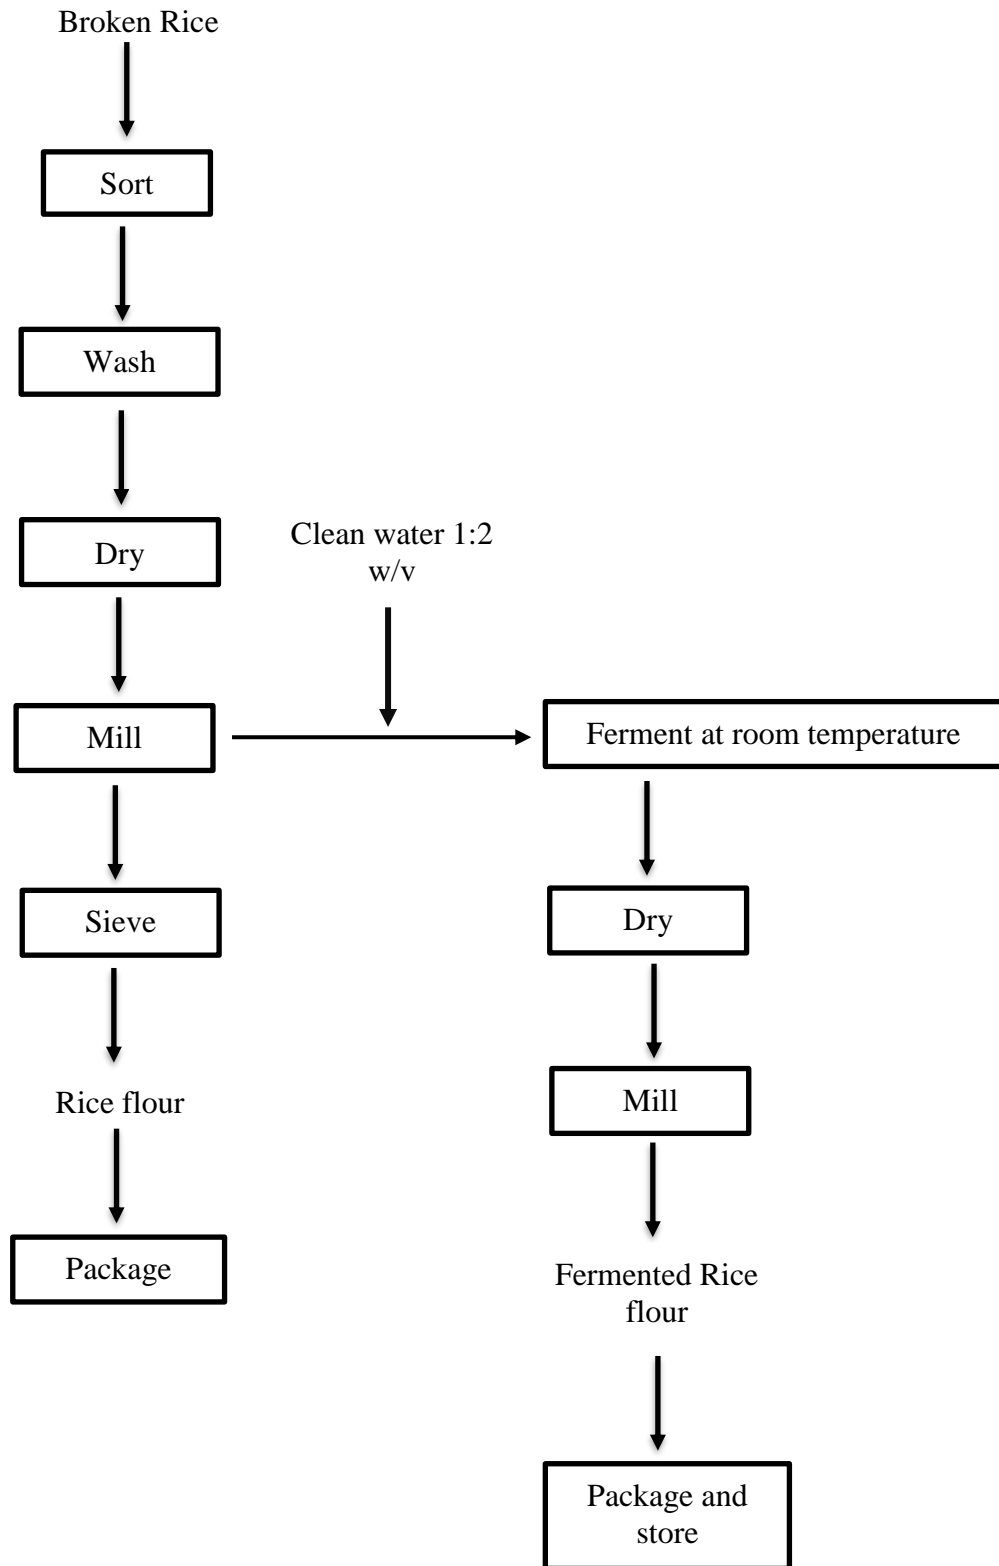 Broken Rice
Sort
Wash
Dry
Clean water 1:2
w/v
Mill
Ferment at room temperature
Sieve
Dry
Rice flour
Mill
Package
Fermented Rice
flour
Package and
store